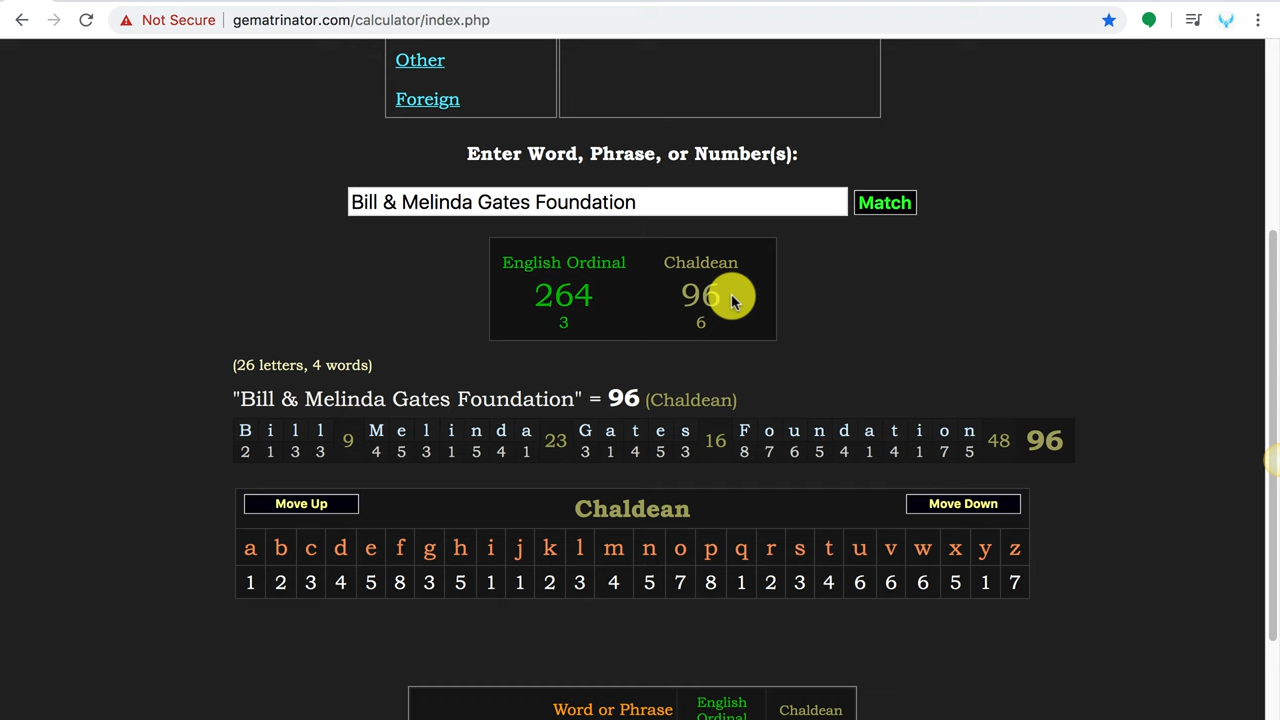 Not Secure gematrinator.com/calculator/index.php
Other
Foreign
Enter Word, Phrase, or Number(s):
Bill & Melinda Gates Foundation Match
English Ordinal Chaldean
264 96
3 6
(26 letters, 4 words)
"Bill & Melinda Gates Foundation" = 96 (Chaldean)
B i l l 9 M e l i n d a 23 G a t e s 16 F o u n d a t i o n 48 96
2 1 3 3 4 5 3 1 5 4 1 3 1 4 5 3 8 7 6 5 4 1 4 1 7 5
Move Up Chaldean Move Down
a b c d e f g h i j k l m n o p q r s t u v w x y z
1 2 3 4 5 8 3 5 1 1 2 3 4 5 7 8 1 2 3 4 6 6 6 5 1 7
Word or Phrase English Ordinal Chaldean